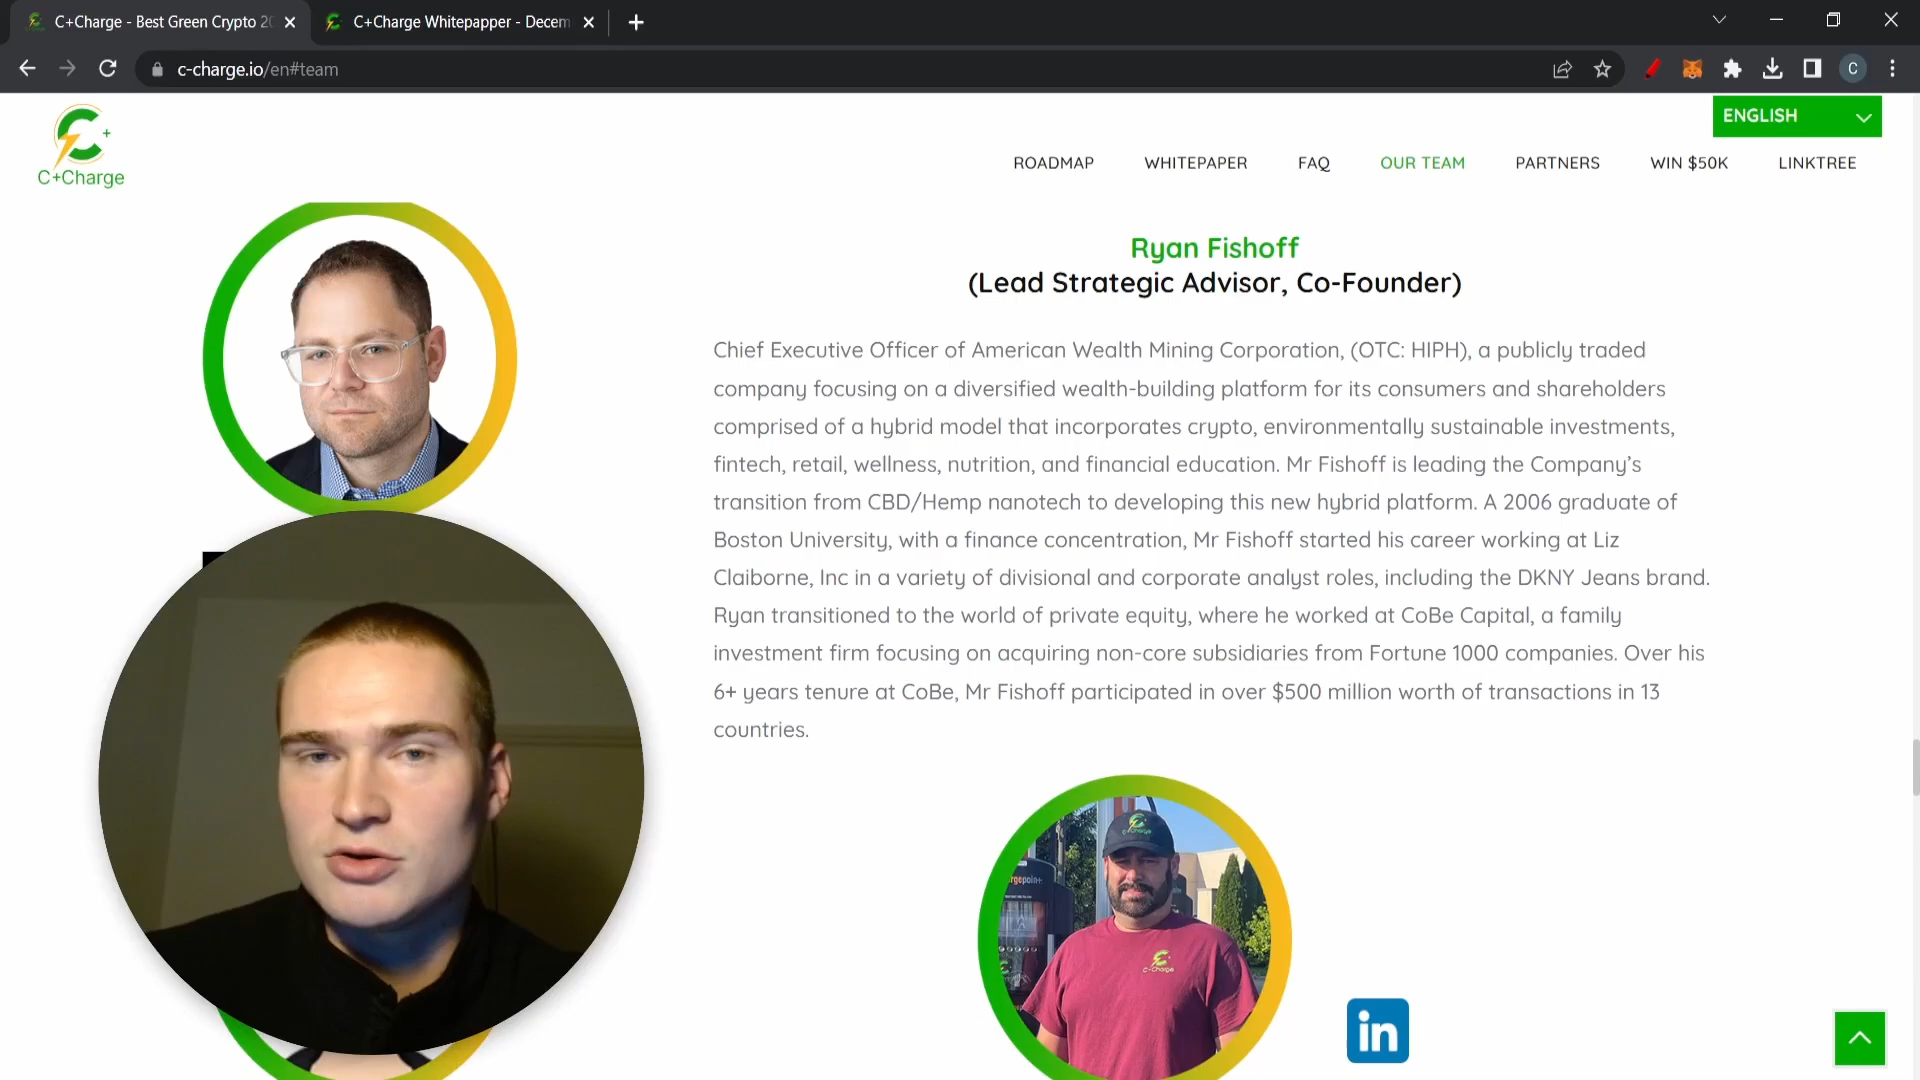 C+Charge - Best Green Crypto 20
C+Charge Whitepapper - Decem
c-charge.io/en#team
C
ENGLISH
C+Charge
ROADMAP
WHITEPAPER
FAQ
OUR TEAM
PARTNERS
WIN $50K
LINKTREE
Ryan Fishoff
(Lead Strategic Advisor, Co-Founder)
Chief Executive Officer of American Wealth Mining Corporation, (OTC: HIPH), a publicly traded
company focusing on a diversified wealth-building platform for its consumers and shareholders
comprised of a hybrid model that incorporates crypto, environmentally sustainable investments,
fintech, retail, wellness, nutrition, and financial education. Mr Fishoff is leading the Company’s
transition from CBD/Hemp nanotech to developing this new hybrid platform. A 2006 graduate of
Boston University, with a finance concentration, Mr Fishoff started his career working at Liz
Claiborne, Inc in a variety of divisional and corporate analyst roles, including the DKNY Jeans brand.
Ryan transitioned to the world of private equity, where he worked at CoBe Capital, a family
investment firm focusing on acquiring non-core subsidiaries from Fortune 1000 companies. Over his
6+ years tenure at CoBe, Mr Fishoff participated in over $500 million worth of transactions in 13
countries.
C+Charge
in